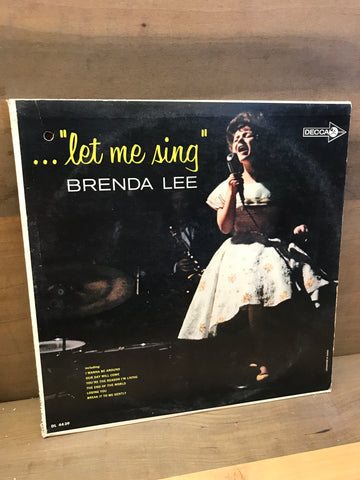 ..."let me sing"
BRENDA LEE
DECCA
including
I WANNA BE AROUND
OUR DAY WILL COME
YOU'RE THE REASON I'M LIVING
THE END OF THE WORLD
LOSING YOU
BREAK IT TO ME GENTLY
DL 4439